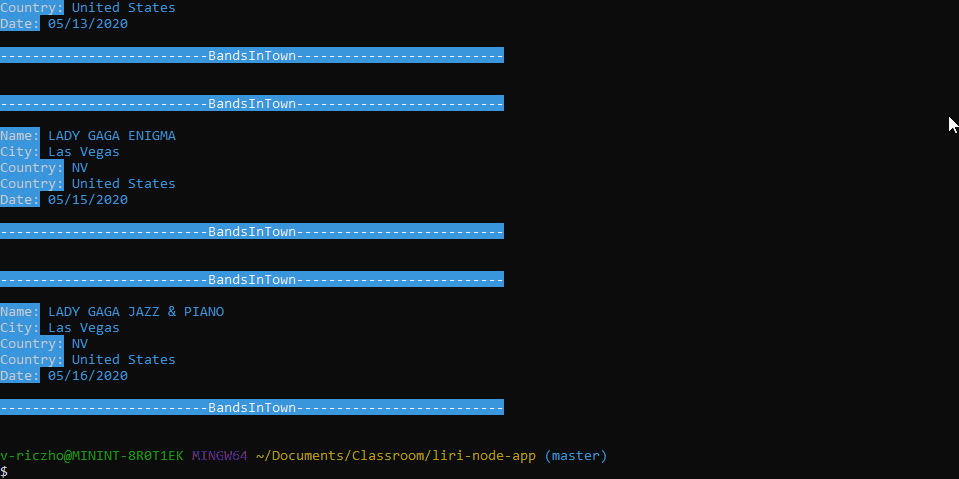 Country: United States
Date: 05/13/2020
--------------------------BandsInTown--------------------------
--------------------------BandsInTown--------------------------
Name: LADY GAGA ENIGMA
City: Las Vegas
Country: NV
Country: United States
Date: 05/15/2020
--------------------------BandsInTown--------------------------
--------------------------BandsInTown--------------------------
Name: LADY GAGA JAZZ & PIANO
City: Las Vegas
Country: NV
Country: United States
Date: 05/16/2020
--------------------------BandsInTown--------------------------
v-riczho@MININT-8R0T1EK MINGW64 ~/Documents/Classroom/liri-node-app (master)
$